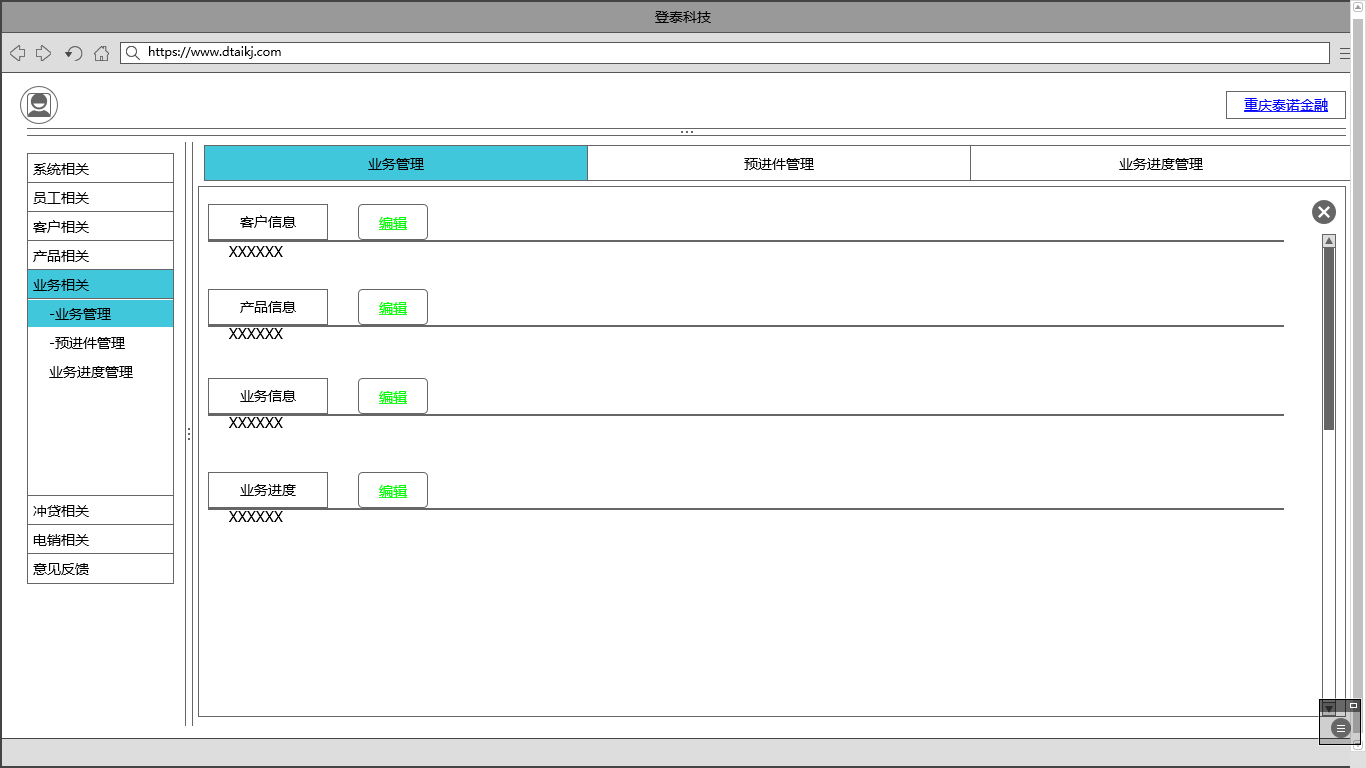 登泰科技
https://www.dtaikj.com
重庆泰诺金融
系统相关
员工相关
客户相关
产品相关
业务相关
-业务管理
-预进件管理
业务进度管理
冲贷相关
电销相关
意见反馈
业务管理
预进件管理
业务进度管理
客户信息
编辑
XXXXXX
产品信息
编辑
XXXXXX
业务信息
编辑
XXXXXX
业务进度
编辑
XXXXXX